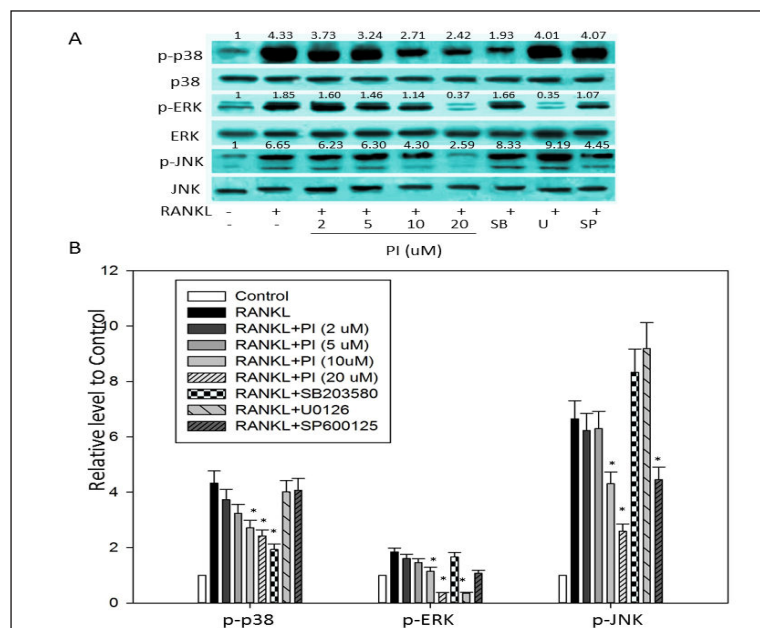 A
1 4.33 3.73 3.24 2.71 2.42 1.93 4.01 4.07
p-p38
p38
1 1.85 1.60 1.46 1.14 0.37 1.66 0.35 1.07
p-ERK
ERK
1 6.65 6.23 6.30 4.30 2.59 8.33 9.19 4.45
p-JNK
JNK
RANKL - + + + + + + + +
- - 2 5 10 20 SB U SP
PI (uM)
B
Relative level to Control
12
10
8
6
4
2
0
Control
RANKL
RANKL+PI (2 uM)
RANKL+PI (5 uM)
RANKL+PI (10uM)
RANKL+PI (20 uM)
RANKL+SB203580
RANKL+U0126
RANKL+SP600125
* * *
* * *
* * *
p-p38 p-ERK p-JNK